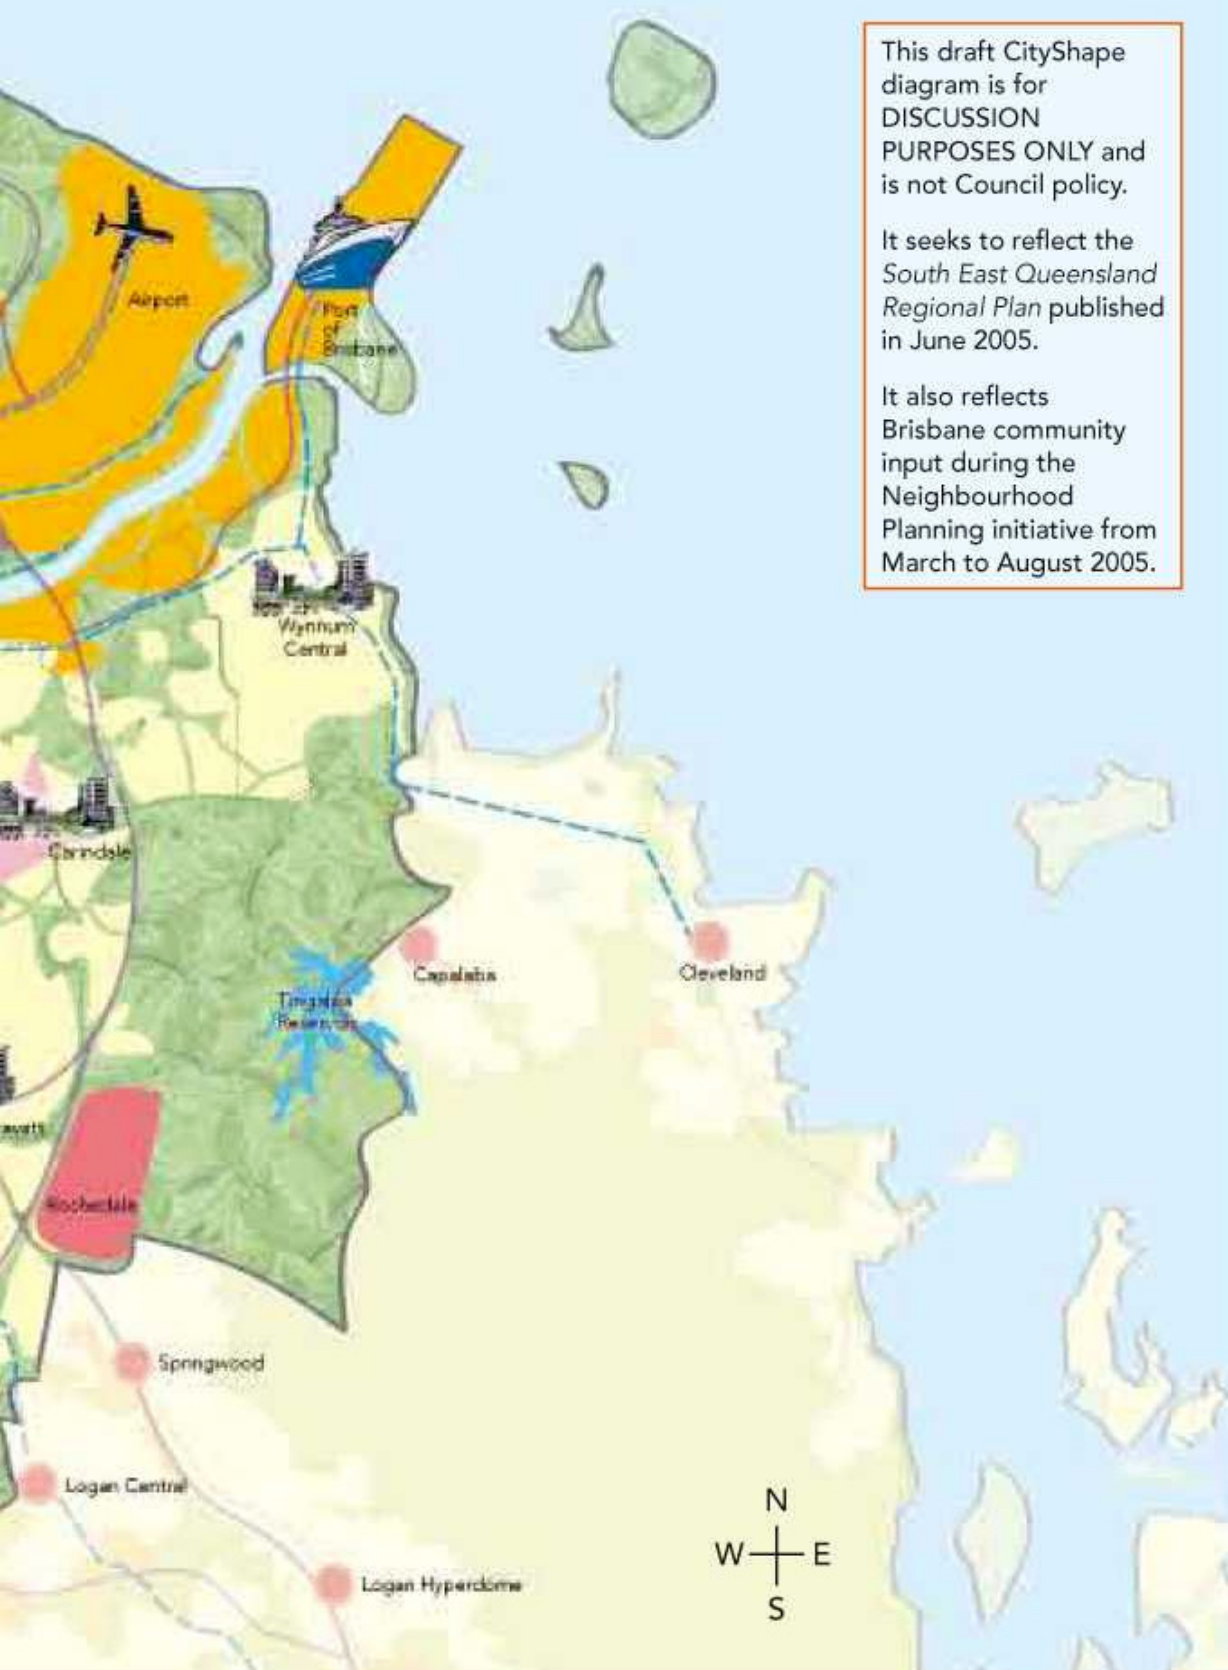 This draft CityShape
diagram is for
DISCUSSION
PURPOSES ONLY and
is not Council policy.
It seeks to reflect the
South East Queensland
Regional Plan published
in June 2005.
It also reflects
Brisbane community
input during the
Neighbourhood
Planning initiative from
March to August 2005.
Airport
Port
of
Brisbane
Wynnum
Central
Carindale
Capalaba
Cleveland
Tingalpa
Reservoir
Rochedale
Springwood
Logan Central
Logan Hyperdome
N
W E
S